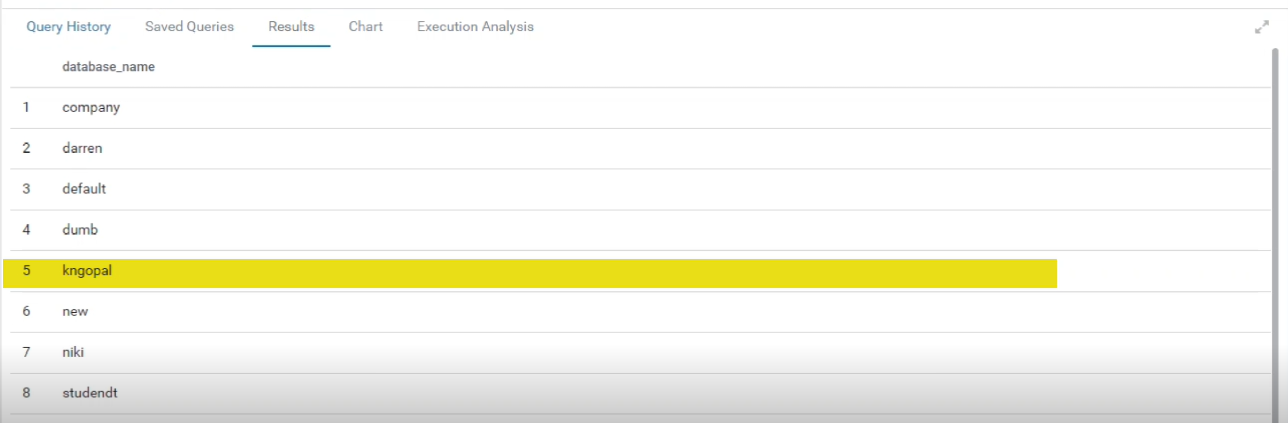 Query History Saved Queries Results Chart Execution Analysis
database_name
1 company
2 darren
3 default
4 dumb
5 kngopal
6 new
7 niki
8 studendt